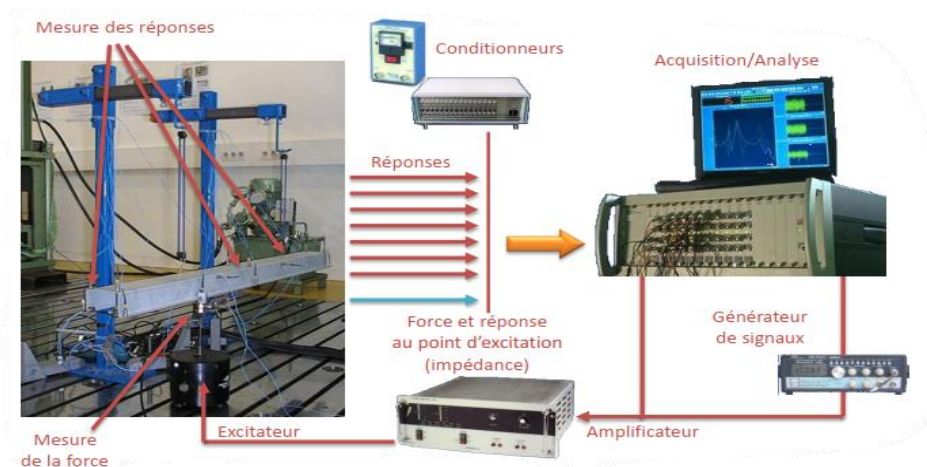 Mesure des réponses
Conditionneurs
Acquisition/Analyse
Réponses
Force et réponse
au point d'excitation
(impédance)
Générateur
de signaux
Mesure
de la force
Excitateur
Amplificateur